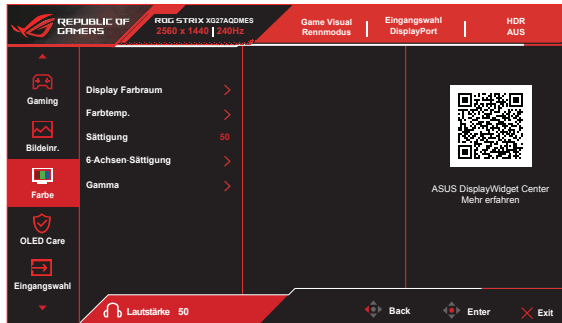 REPUBLIC OF
GAMERS
ROG STRIX XG27AQDMES
2560 x 1440 | 240Hz
Game Visual
Rennmodus
Eingangswahl
DisplayPort
HDR
AUS
Gaming
Bildeinr.
Farbe
OLED Care
Eingangswahl
Display Farbraum
Farbtemp.
Sättigung 50
6-Achsen-Sättigung
Gamma
ASUS DisplayWidget Center
Mehr erfahren
Lautstärke 50
Back
Enter
Exit